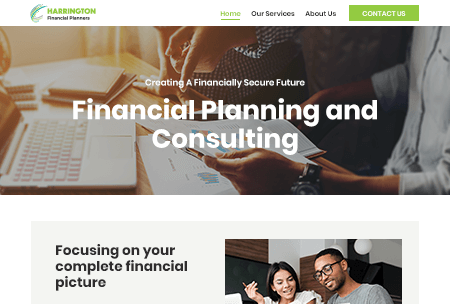 HARRINGTON
Financial Planners
Home Our Services About Us CONTACT US
Creating A Financially Secure Future
Financial Planning and
Consulting
Focusing on your
complete financial
picture